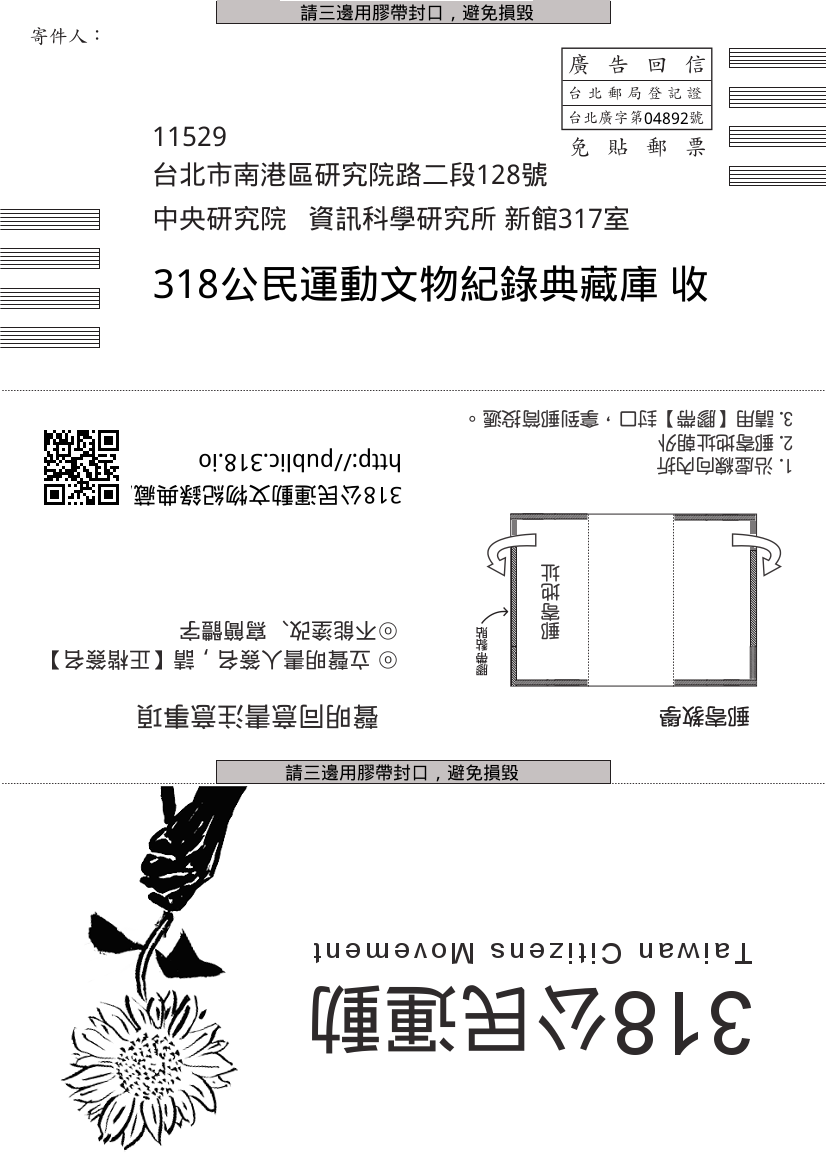 請三邊用膠帶封口，避免損毀
寄件人：
廣告回信
台北郵局登記證
台北廣字第04892號
免貼郵票
11529
台北市南港區研究院路二段128號
中央研究院 資訊科學研究所 新館317室
318公民運動文物紀錄典藏庫 收
郵寄教學
膠帶黏貼
郵寄地址
1. 沿虛線向內折
2. 郵寄地址朝外
3. 請用【膠帶】封口，拿到郵筒投遞。
聲明同意書注意事項
◎ 立聲明書人簽名，請【正楷簽名】
◎不能塗改、寫簡體字
318公民運動文物紀錄典藏
http://public.318.io
請三邊用膠帶封口，避免損毀
318公民運動
Taiwan Citizens Movement